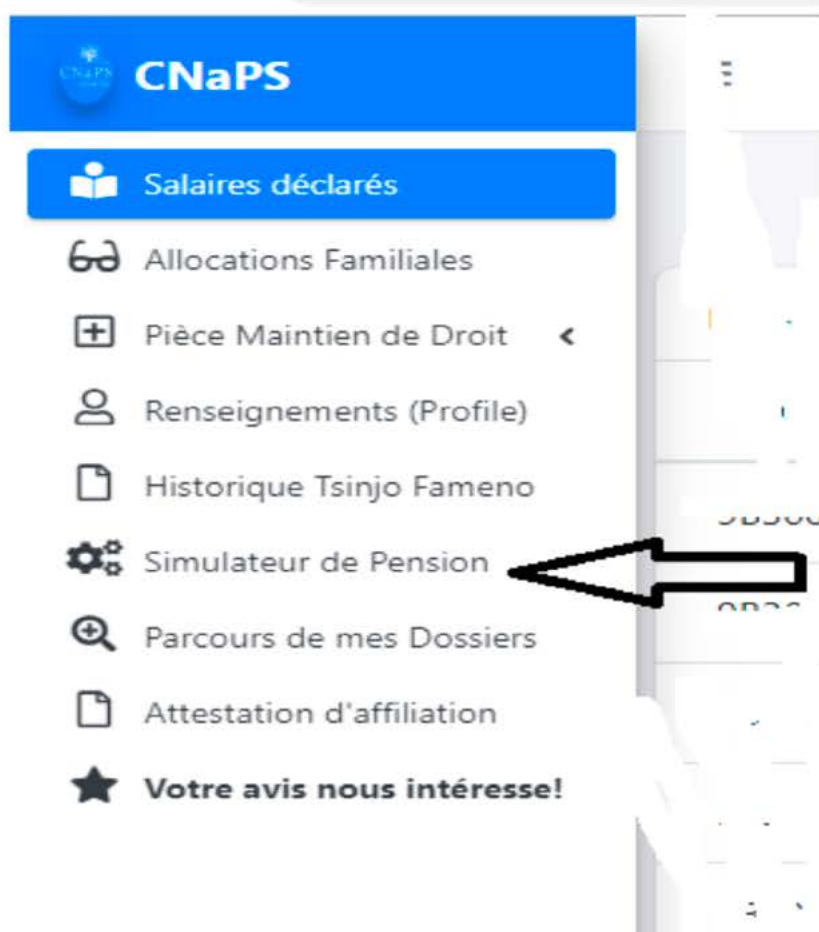 CNaPS
Salaires déclarés
Allocations Familiales
Pièce Maintien de Droit
Renseignements (Profile)
Historique Tsinjo Fameno
Simulateur de Pension
Parcours de mes Dossiers
Attestation d'affiliation
Votre avis nous intéresse!